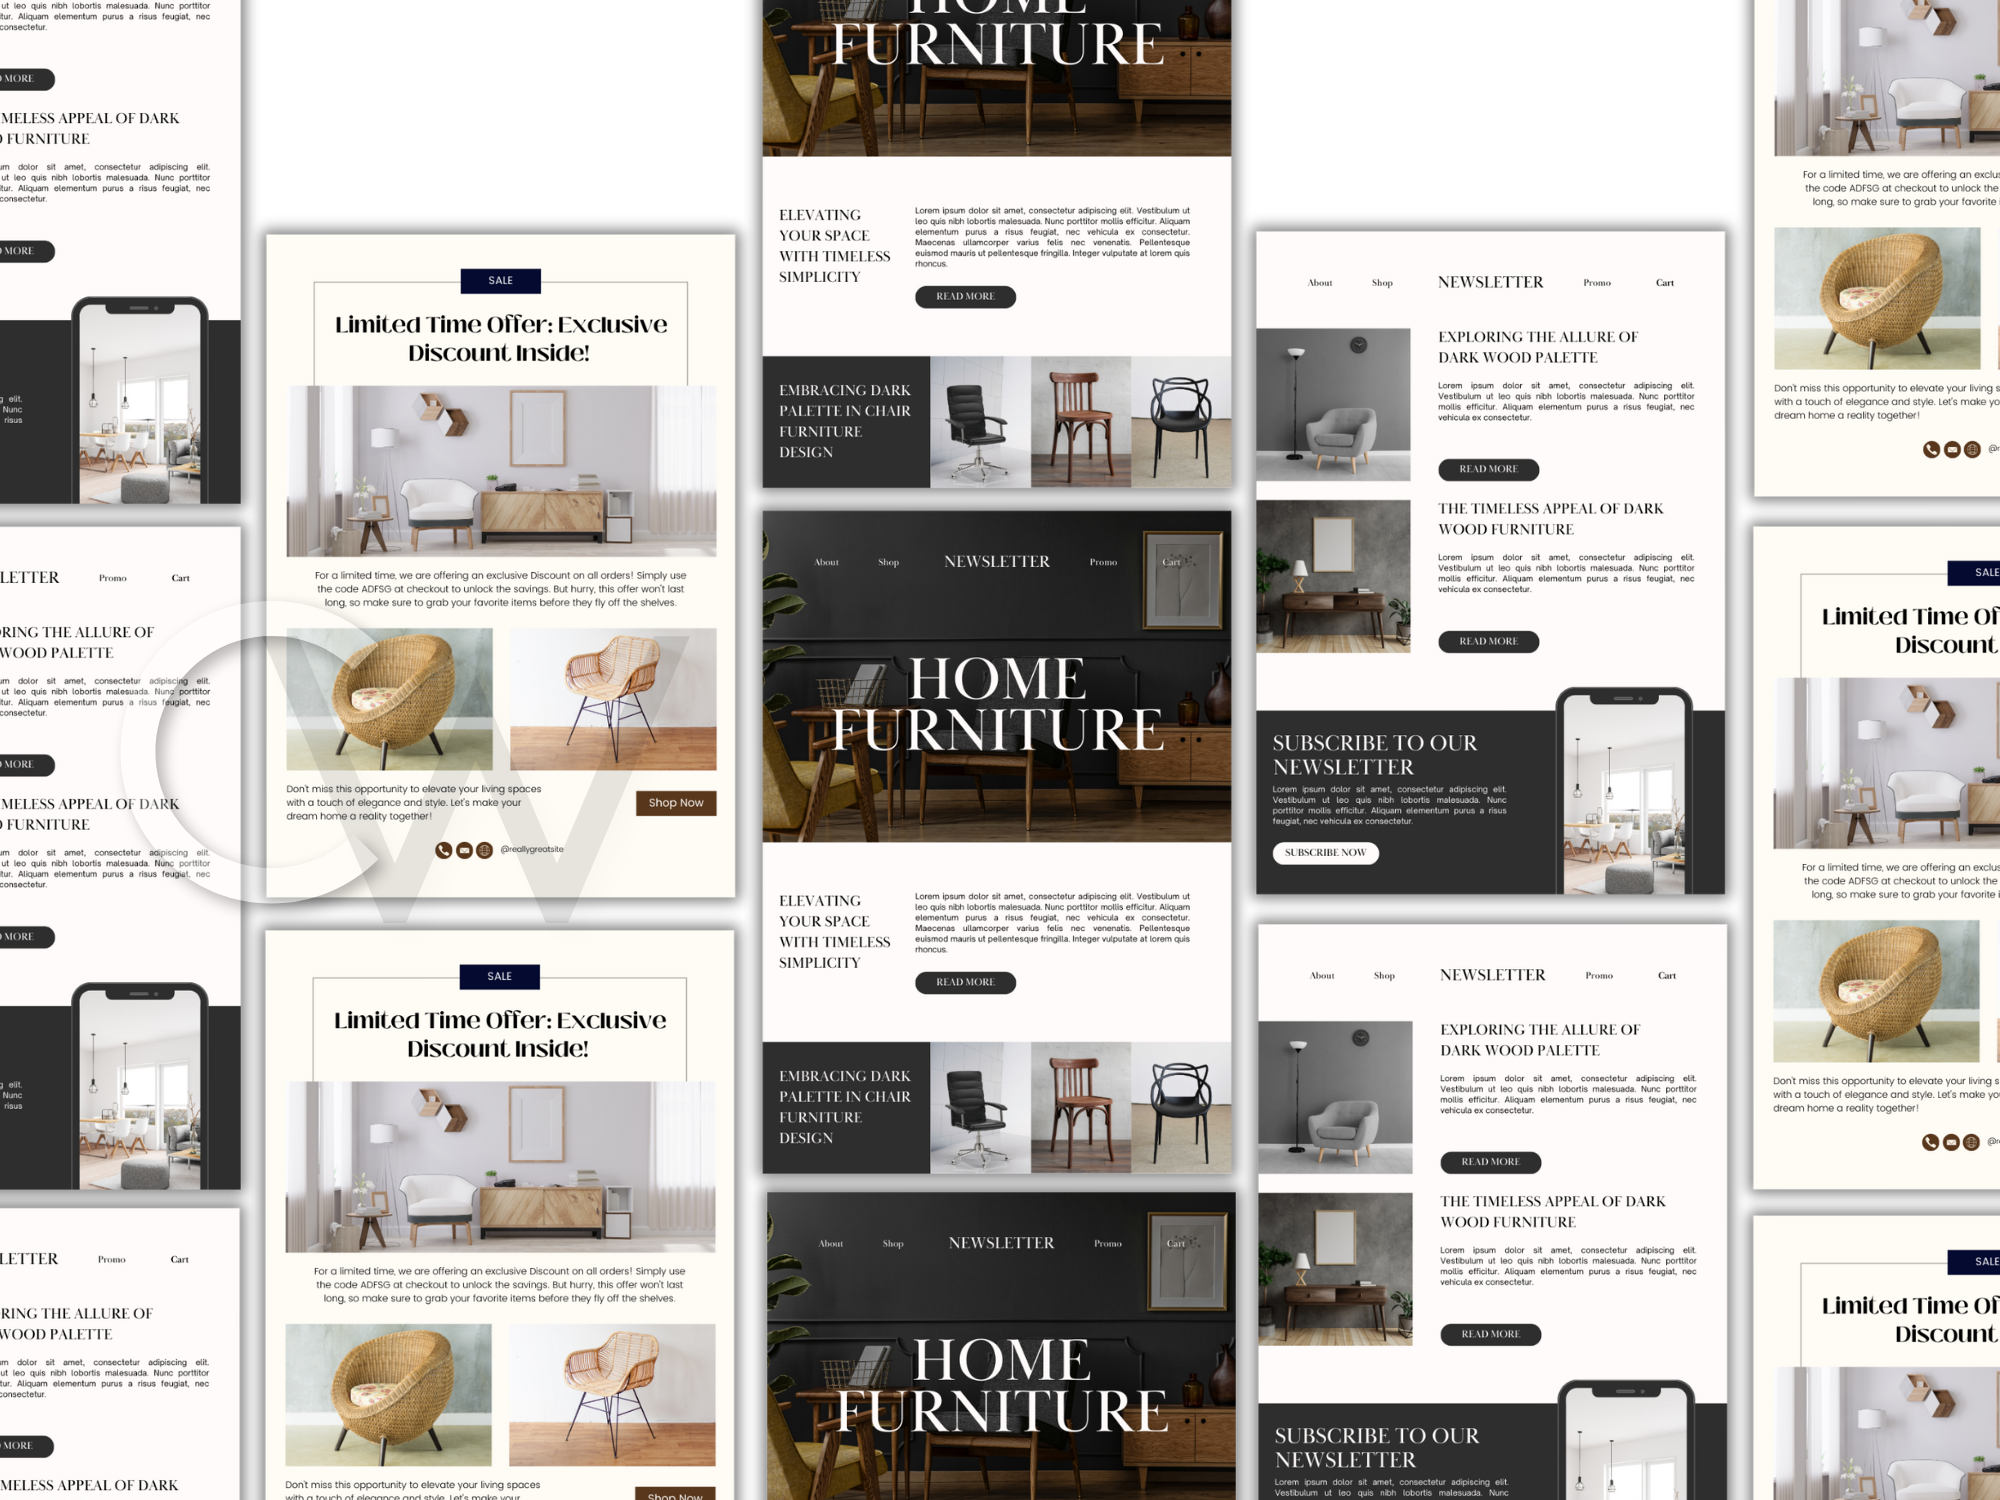 ut leo quis nibh lobortis malesuada. Nunc porttitor
consectetur.
MORE
MELESS APPEAL OF DARK
FURNITURE
dolor sit amet, consectetur adipiscing elit.
ut leo quis nibh lobortis malesuada. Nunc porttitor
Aliquam elementum purus a risus feugiat, nec
consectetur.
MORE
elit.
Nunc
risus
LETTER Promo Cart
RING THE ALLURE OF
WOOD PALETTE
dolor sit amet, consectetur adipiscing elit.
ut leo quis nibh lobortis malesuada. Nunc porttitor
Aliquam elementum purus a risus feugiat, nec
consectetur.
MORE
MELESS APPEAL OF DARK
FURNITURE
dolor sit amet, consectetur adipiscing elit.
ut leo quis nibh lobortis malesuada. Nunc porttitor
Aliquam elementum purus a risus feugiat, nec
consectetur.
MORE
elit.
Nunc
risus
LETTER Promo Cart
RING THE ALLURE OF
WOOD PALETTE
dolor sit amet, consectetur adipiscing elit.
ut leo quis nibh lobortis malesuada. Nunc porttitor
Aliquam elementum purus a risus feugiat, nec
consectetur.
MORE
MELESS APPEAL OF DARK
CW
SALE
Limited Time Offer: Exclusive
Discount Inside!
For a limited time, we are offering an exclusive Discount on all orders! Simply use
the code ADFSG at checkout to unlock the savings. But hurry, this offer won't last
long, so make sure to grab your favorite items before they fly off the shelves.
Don't miss this opportunity to elevate your living spaces
with a touch of elegance and style. Let's make your
dream home a reality together!
Shop Now
@reallygreatsite
SALE
Limited Time Offer: Exclusive
Discount Inside!
For a limited time, we are offering an exclusive Discount on all orders! Simply use
the code ADFSG at checkout to unlock the savings. But hurry, this offer won't last
long, so make sure to grab your favorite items before they fly off the shelves.
Don't miss this opportunity to elevate your living spaces
with a touch of elegance and style. Let's make your
Shop Now
HOME
FURNITURE
ELEVATING
YOUR SPACE
WITH TIMELESS
SIMPLICITY
Lorem ipsum dolor sit amet, consectetur adipiscing elit. Vestibulum ut
leo quis nibh lobortis malesuada. Nunc porttitor mollis efficitur. Aliquam
elementum purus a risus feugiat, nec vehicula ex consectetur.
Maecenas ullamcorper varius felis nec venenatis. Pellentesque
euismod mauris ut pellentesque fringilla. Integer vulputate at lorem quis
rhoncus.
READ MORE
EMBRACING DARK
PALETTE IN CHAIR
FURNITURE
DESIGN
About Shop NEWSLETTER Promo Cart
HOME
FURNITURE
ELEVATING
YOUR SPACE
WITH TIMELESS
SIMPLICITY
Lorem ipsum dolor sit amet, consectetur adipiscing elit. Vestibulum ut
leo quis nibh lobortis malesuada. Nunc porttitor mollis efficitur. Aliquam
elementum purus a risus feugiat, nec vehicula ex consectetur.
Maecenas ullamcorper varius felis nec venenatis. Pellentesque
euismod mauris ut pellentesque fringilla. Integer vulputate at lorem quis
rhoncus.
READ MORE
EMBRACING DARK
PALETTE IN CHAIR
FURNITURE
DESIGN
About Shop NEWSLETTER Promo Cart
HOME
FURNITURE
About Shop NEWSLETTER Promo Cart
EXPLORING THE ALLURE OF
DARK WOOD PALETTE
Lorem ipsum dolor sit amet, consectetur adipiscing elit.
Vestibulum ut leo quis nibh lobortis malesuada. Nunc porttitor
mollis efficitur. Aliquam elementum purus a risus feugiat, nec
vehicula ex consectetur.
READ MORE
THE TIMELESS APPEAL OF DARK
WOOD FURNITURE
Lorem ipsum dolor sit amet, consectetur adipiscing elit.
Vestibulum ut leo quis nibh lobortis malesuada. Nunc porttitor
mollis efficitur. Aliquam elementum purus a risus feugiat, nec
vehicula ex consectetur.
READ MORE
SUBSCRIBE TO OUR
NEWSLETTER
Lorem ipsum dolor sit amet, consectetur adipiscing elit.
Vestibulum ut leo quis nibh lobortis malesuada. Nunc
porttitor mollis efficitur. Aliquam elementum purus a risus
feugiat, nec vehicula ex consectetur.
SUBSCRIBE NOW
About Shop NEWSLETTER Promo Cart
EXPLORING THE ALLURE OF
DARK WOOD PALETTE
Lorem ipsum dolor sit amet, consectetur adipiscing elit.
Vestibulum ut leo quis nibh lobortis malesuada. Nunc porttitor
mollis efficitur. Aliquam elementum purus a risus feugiat, nec
vehicula ex consectetur.
READ MORE
THE TIMELESS APPEAL OF DARK
WOOD FURNITURE
Lorem ipsum dolor sit amet, consectetur adipiscing elit.
Vestibulum ut leo quis nibh lobortis malesuada. Nunc porttitor
mollis efficitur. Aliquam elementum purus a risus feugiat, nec
vehicula ex consectetur.
READ MORE
SUBSCRIBE TO OUR
NEWSLETTER
Lorem ipsum dolor sit amet, consectetur adipiscing elit.
Vestibulum ut leo quis nibh lobortis malesuada. Nunc
For a limited time, we are offering an exclus
the code ADFSG at checkout to unlock the
long, so make sure to grab your favorite
Don't miss this opportunity to elevate your living s
with a touch of elegance and style. Let's make yo
dream home a reality together!
SALE
Limited Time Of
Discount
For a limited time, we are offering an exclus
the code ADFSG at checkout to unlock the
long, so make sure to grab your favorite
Don't miss this opportunity to elevate your living s
with a touch of elegance and style. Let's make yo
dream home a reality together!
SALE
Limited Time Of
Discount